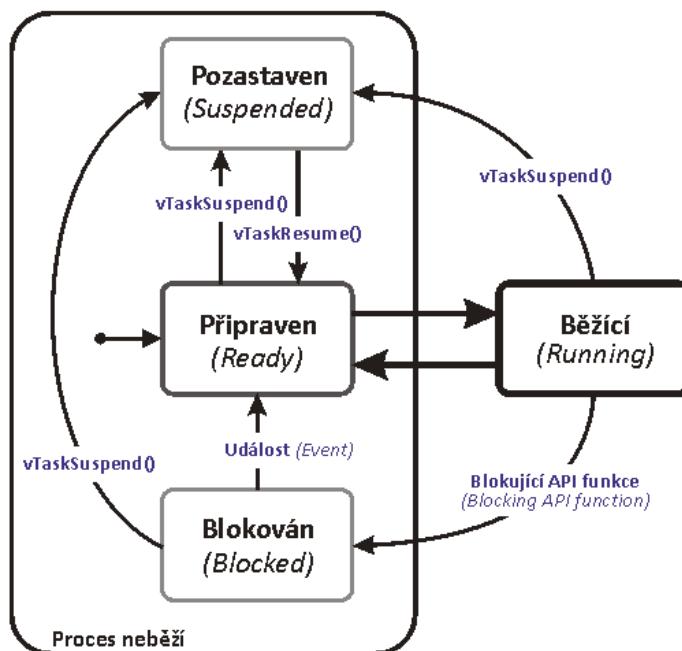 Pozastaven
(Suspended)
vTaskSuspend()
vTaskSuspend()
vTaskResume()
Připraven
(Ready)
Běžící
(Running)
Událost (Event)
vTaskSuspend()
Blokující API funkce
(Blocking API function)
Blokován
(Blocked)
Proces neběží